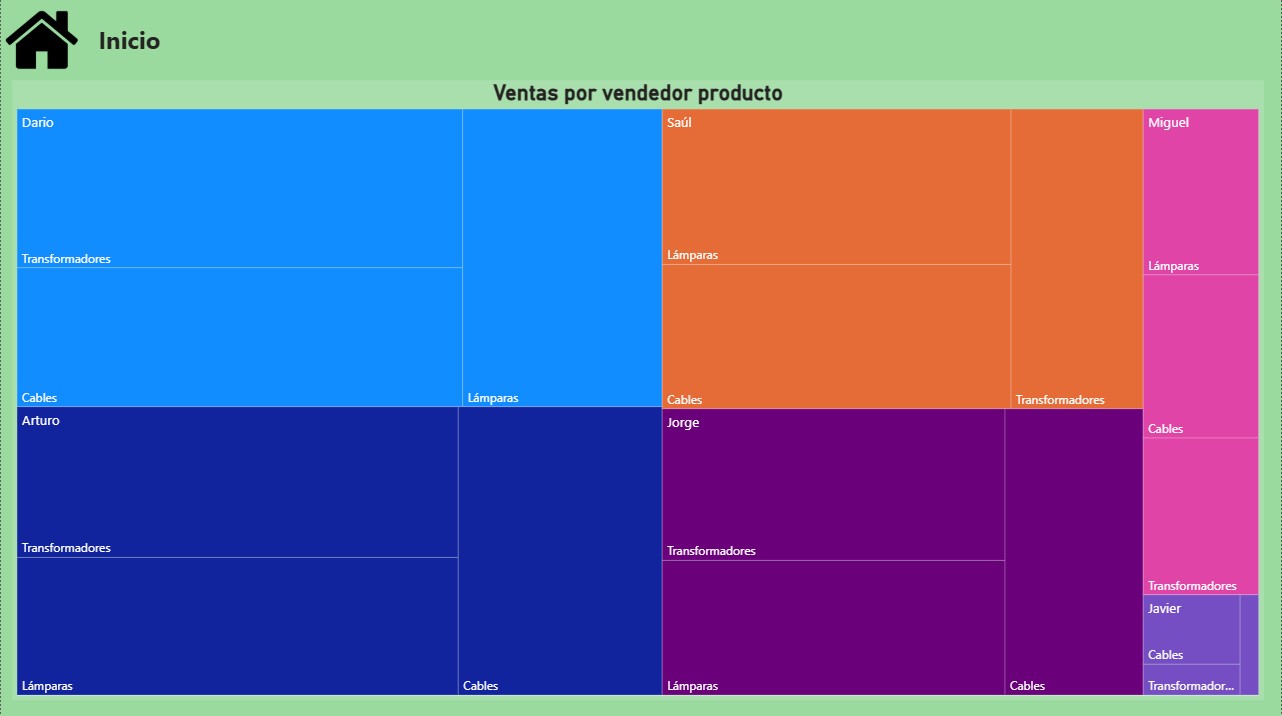 Inicio
Ventas por vendedor producto
Dario
Transformadores
Cables
Lámparas
Saúl
Lámparas
Cables
Transformadores
Miguel
Lámparas
Cables
Transformadores
Arturo
Transformadores
Lámparas
Cables
Jorge
Transformadores
Lámparas
Cables
Javier
Cables
Transformador...